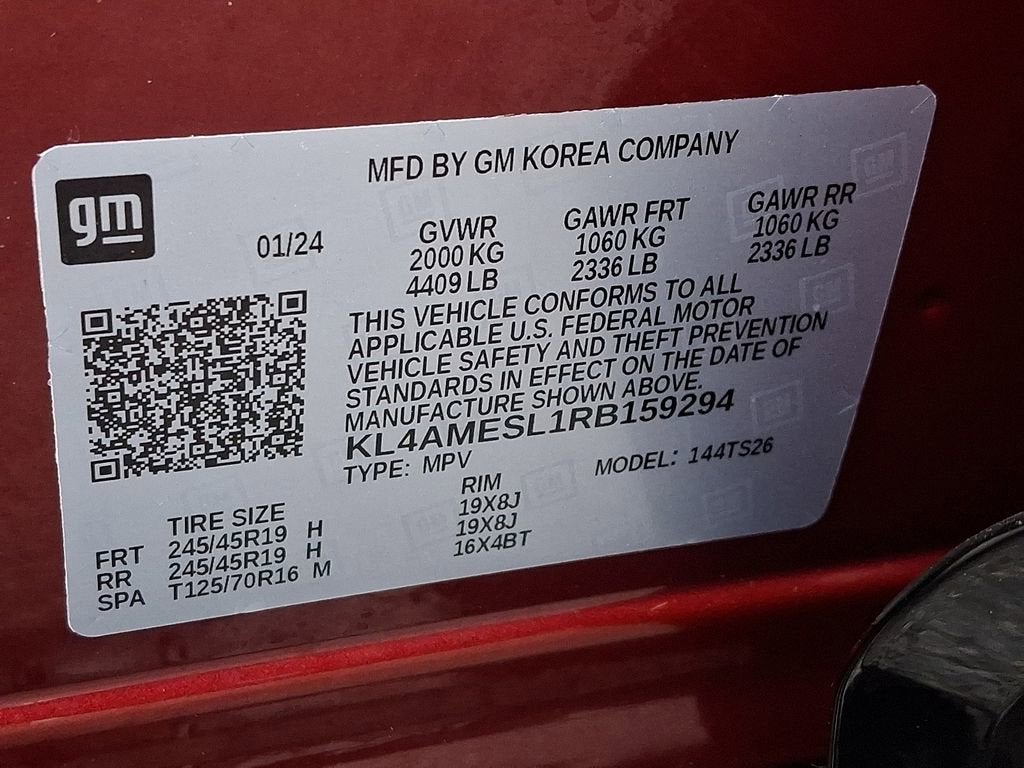 MFD BY GM KOREA COMPANY
gm
01/24
GVWR GAWR FRT GAWR RR
2000 KG 1060 KG 1060 KG
4409 LB 2336 LB 2336 LB
THIS VEHICLE CONFORMS TO ALL
APPLICABLE U.S. FEDERAL MOTOR
VEHICLE SAFETY AND THEFT PREVENTION
STANDARDS IN EFFECT ON THE DATE OF
MANUFACTURE SHOWN ABOVE.
KL4AMESL1RB159294
TYPE: MPV MODEL: 144TS26
TIRE SIZE RIM
FRT 245/45R19 H 19X8J
RR 245/45R19 H 19X8J
SPA T125/70R16 M 16X4BT